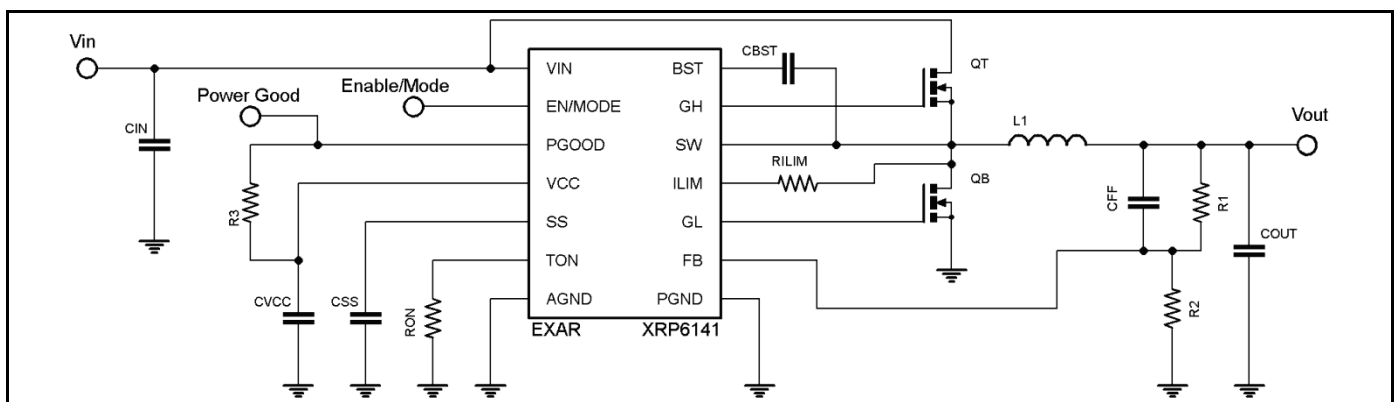 Vin
CIN
Power Good
Enable/Mode
R3
CVCC
CSS
RON
VIN
EN/MODE
PGOOD
VCC
SS
TON
AGND
BST
GH
SW
ILIM
GL
FB
PGND
EXAR XRP6141
CBST
RILIM
QT
QB
L1
CFF
R1
R2
COUT
Vout